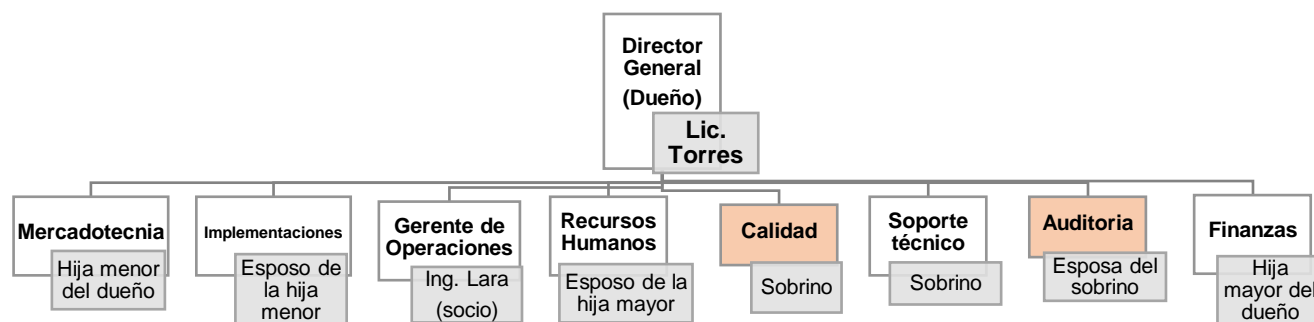 Director
General
(Dueño)
Lic.
Torres
Mercadotecnia
Hija menor
del dueño
Implementaciones
Esposo de
la hija
menor
Gerente de
Operaciones
Ing. Lara
(socio)
Recursos
Humanos
Esposo de la
hija mayor
Calidad
Sobrino
Soporte
técnico
Sobrino
Auditoria
Esposa del
sobrino
Finanzas
Hija
mayor del
dueño